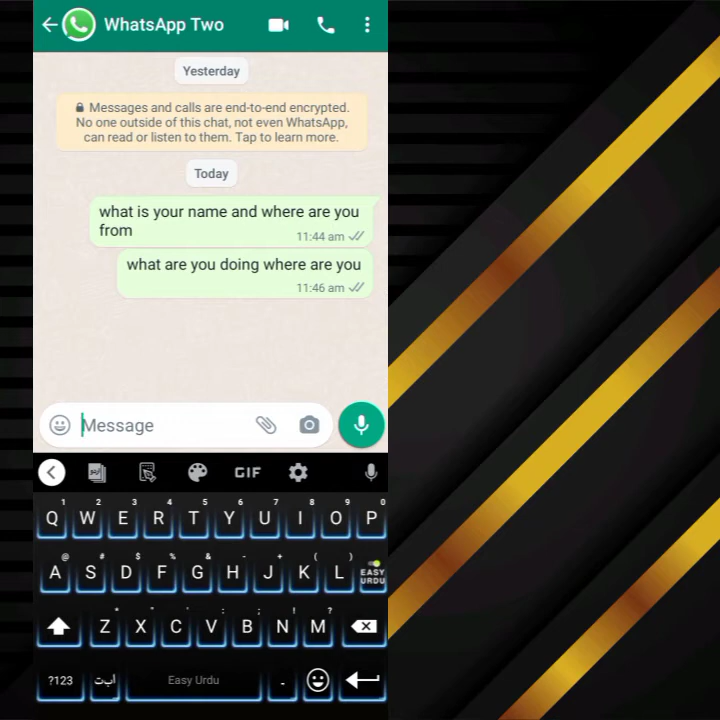 WhatsApp Two
Yesterday
Messages and calls are end-to-end encrypted.
No one outside of this chat, not even WhatsApp,
can read or listen to them. Tap to learn more.
Today
what is your name and where are you
from
11:44 am
what are you doing where are you
11:46 am
Message
GIF
1 2 3 4 5 6 7 8 9 0
Q W E R T Y U I O P
@ # $ % & - + ( )
A S D F G H J K L EASY URDU
* " ' : ; ! ?
Z X C V B N M
?123 ا ب ت Easy Urdu .